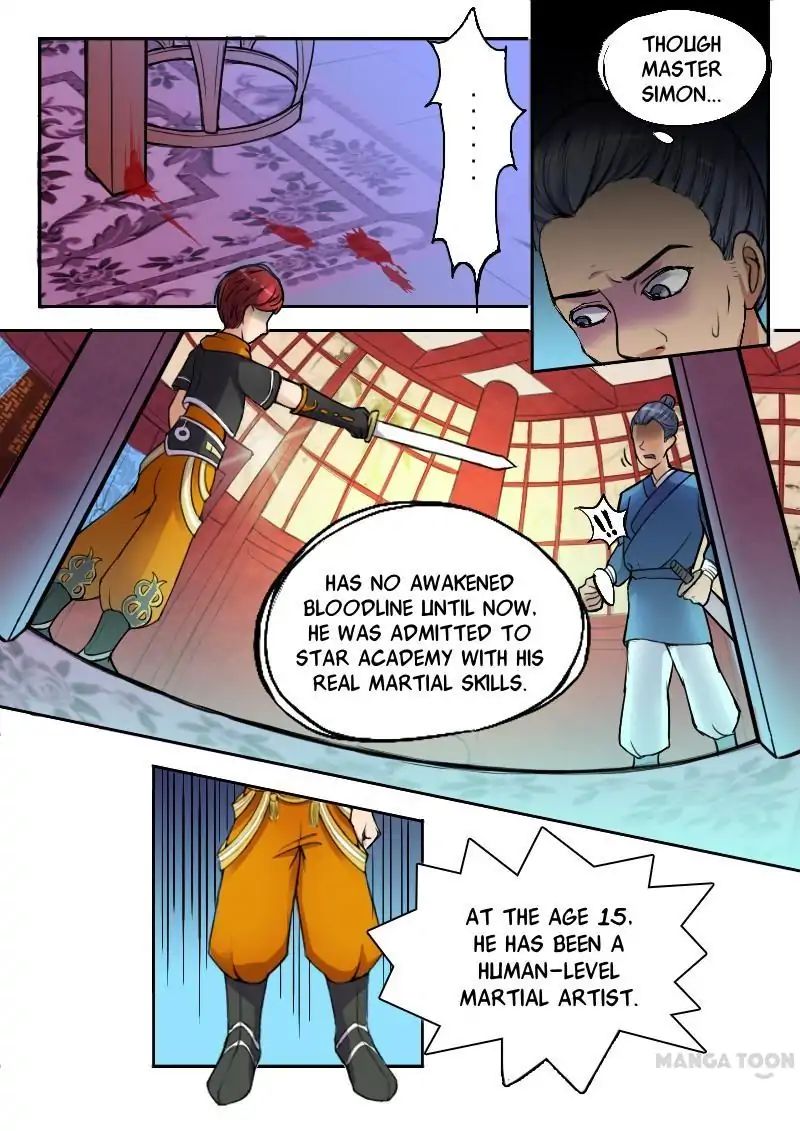 ......
THOUGH
MASTER
SIMON...
!!
HAS NO AWAKENED
BLOODLINE UNTIL NOW,
HE WAS ADMITTED TO
STAR ACADEMY WITH HIS
REAL MARTIAL SKILLS.
AT THE AGE 15,
HE HAS BEEN A
HUMAN-LEVEL
MARTIAL ARTIST.
MANGA TOON